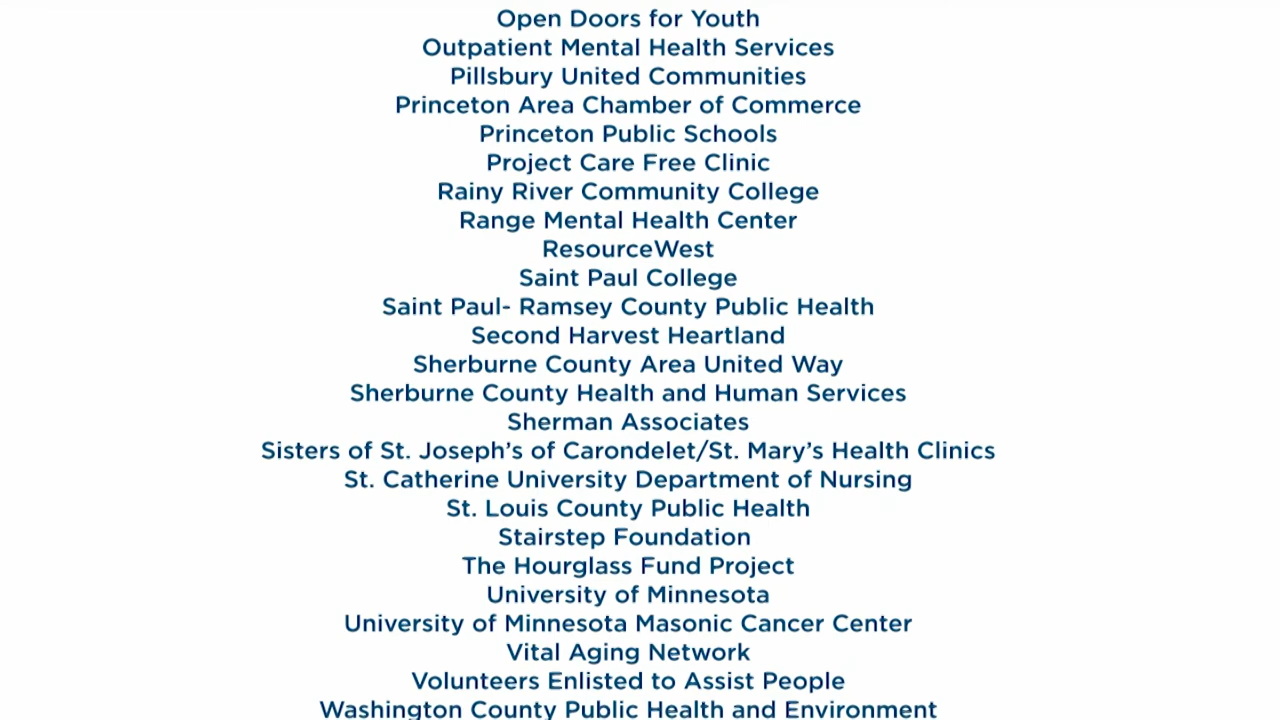 Open Doors for Youth
Outpatient Mental Health Services
Pillsbury United Communities
Princeton Area Chamber of Commerce
Princeton Public Schools
Project Care Free Clinic
Rainy River Community College
Range Mental Health Center
ResourceWest
Saint Paul College
Saint Paul- Ramsey County Public Health
Second Harvest Heartland
Sherburne County Area United Way
Sherburne County Health and Human Services
Sherman Associates
Sisters of St. Joseph’s of Carondelet/St. Mary’s Health Clinics
St. Catherine University Department of Nursing
St. Louis County Public Health
Stairstep Foundation
The Hourglass Fund Project
University of Minnesota
University of Minnesota Masonic Cancer Center
Vital Aging Network
Volunteers Enlisted to Assist People
Washington County Public Health and Environment